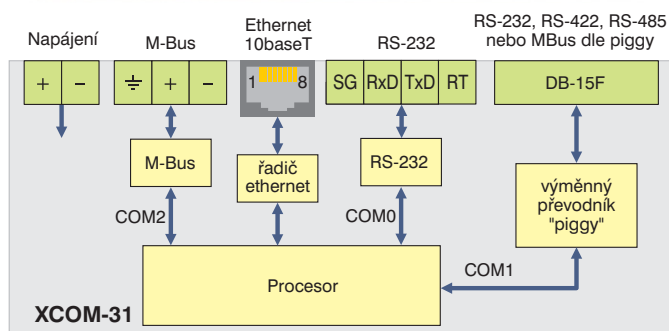 Napájení
M-Bus
Ethernet
10baseT
RS-232
RS-232, RS-422, RS-485
nebo MBus dle piggy
+ −
⏚ + −
1 8
SG RxD TxD RT
DB-15F
M-Bus
řadič
ethernet
RS-232
výměnný
převodník
"piggy"
COM2
COM0
COM1
Procesor
XCOM-31